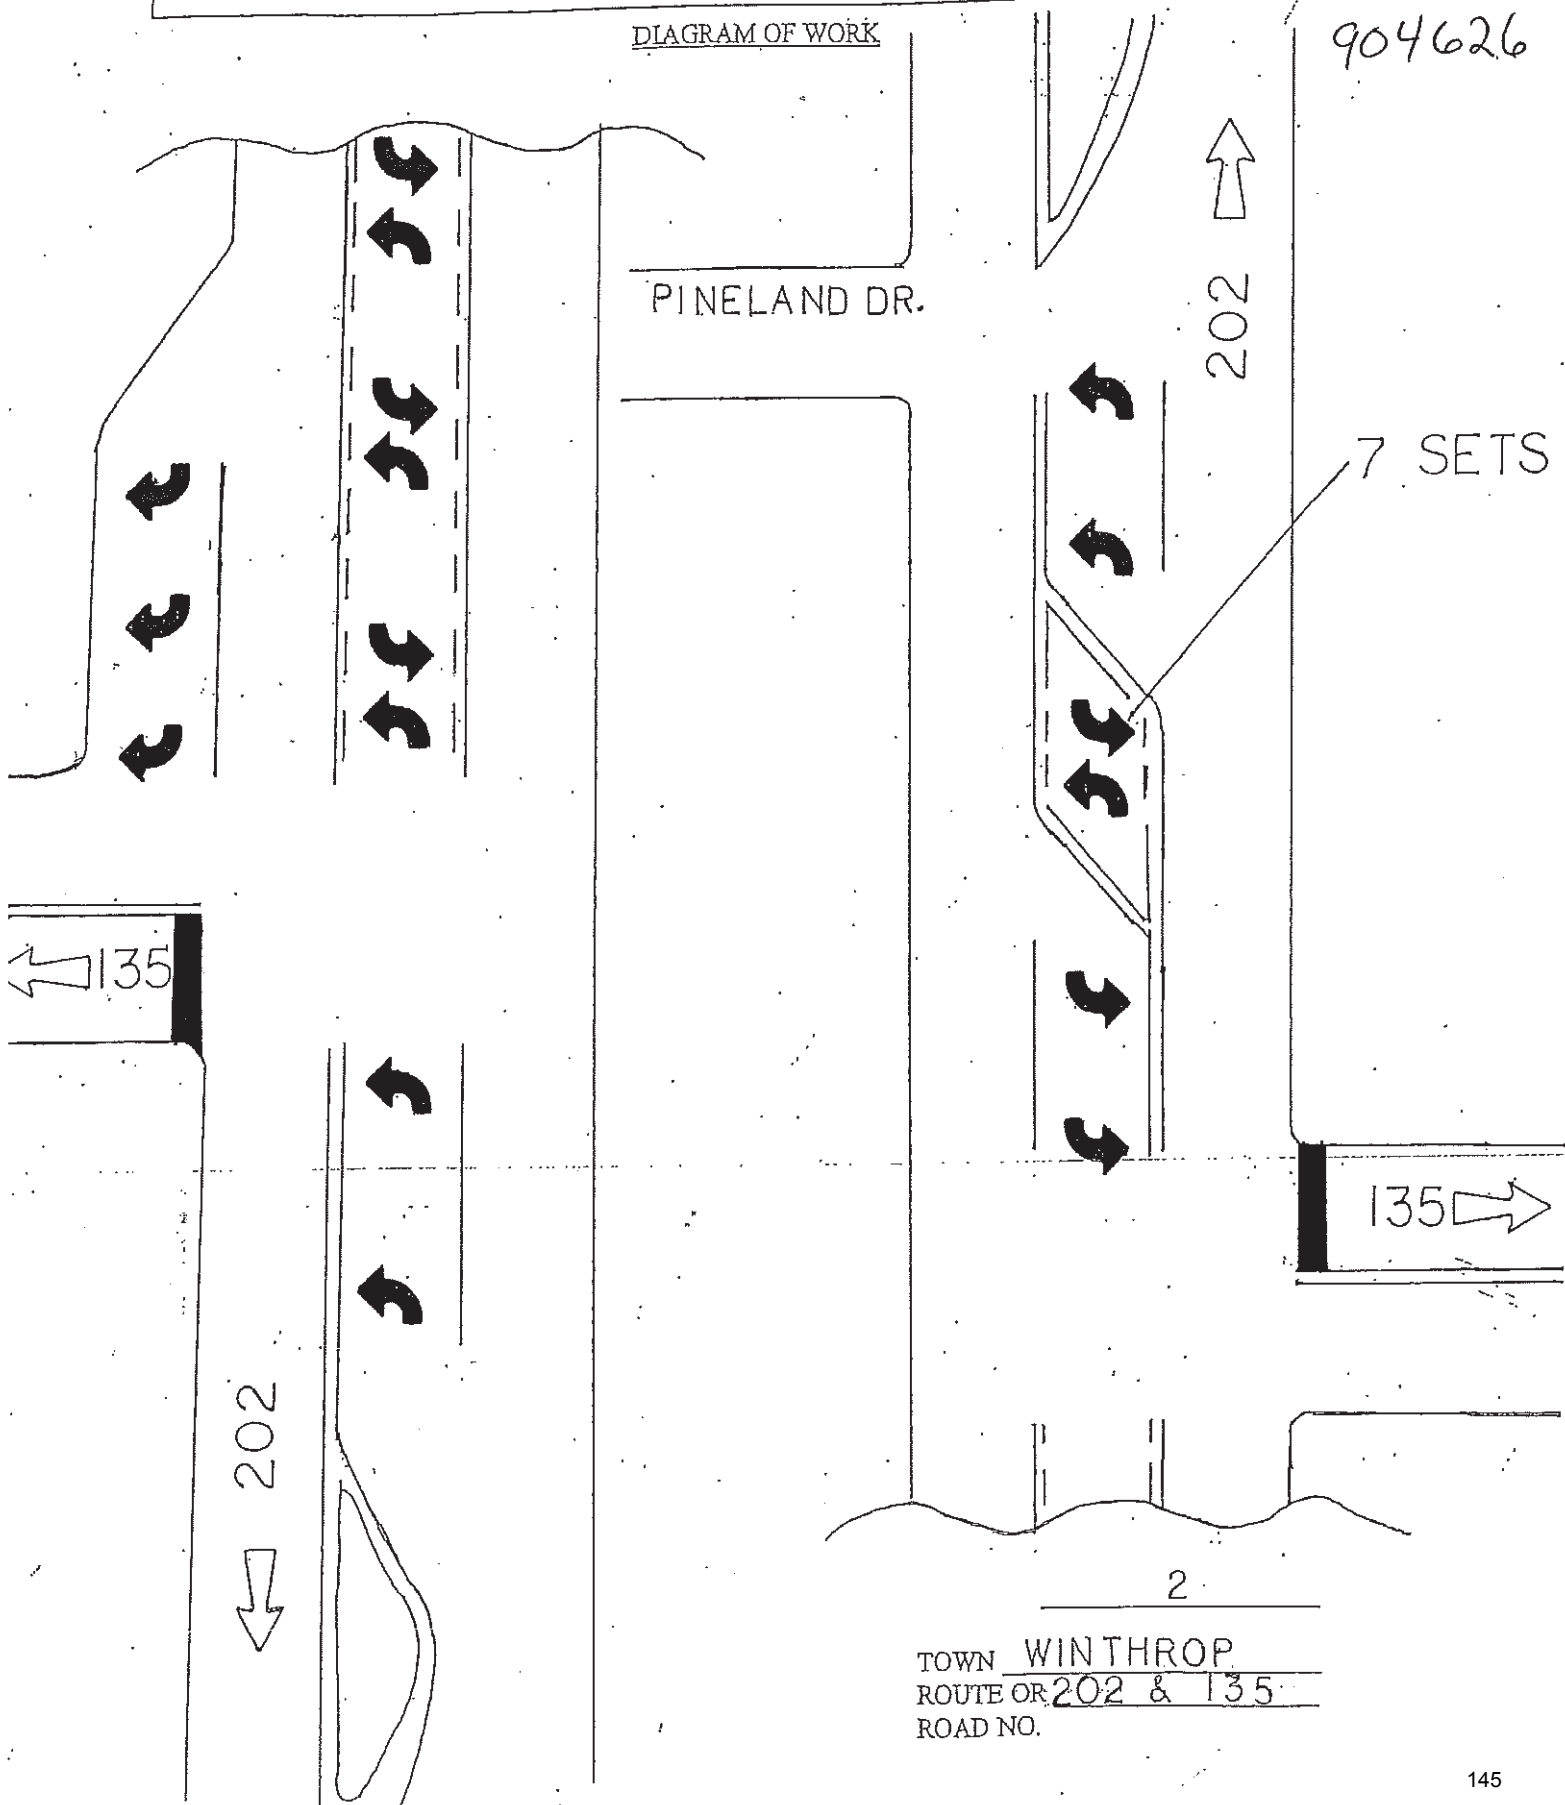 DIAGRAM OF WORK
904626
PINELAND DR.
202
7 SETS
135
135
202
2
TOWN WINTHROP
ROUTE OR 202 & 135
ROAD NO.
145